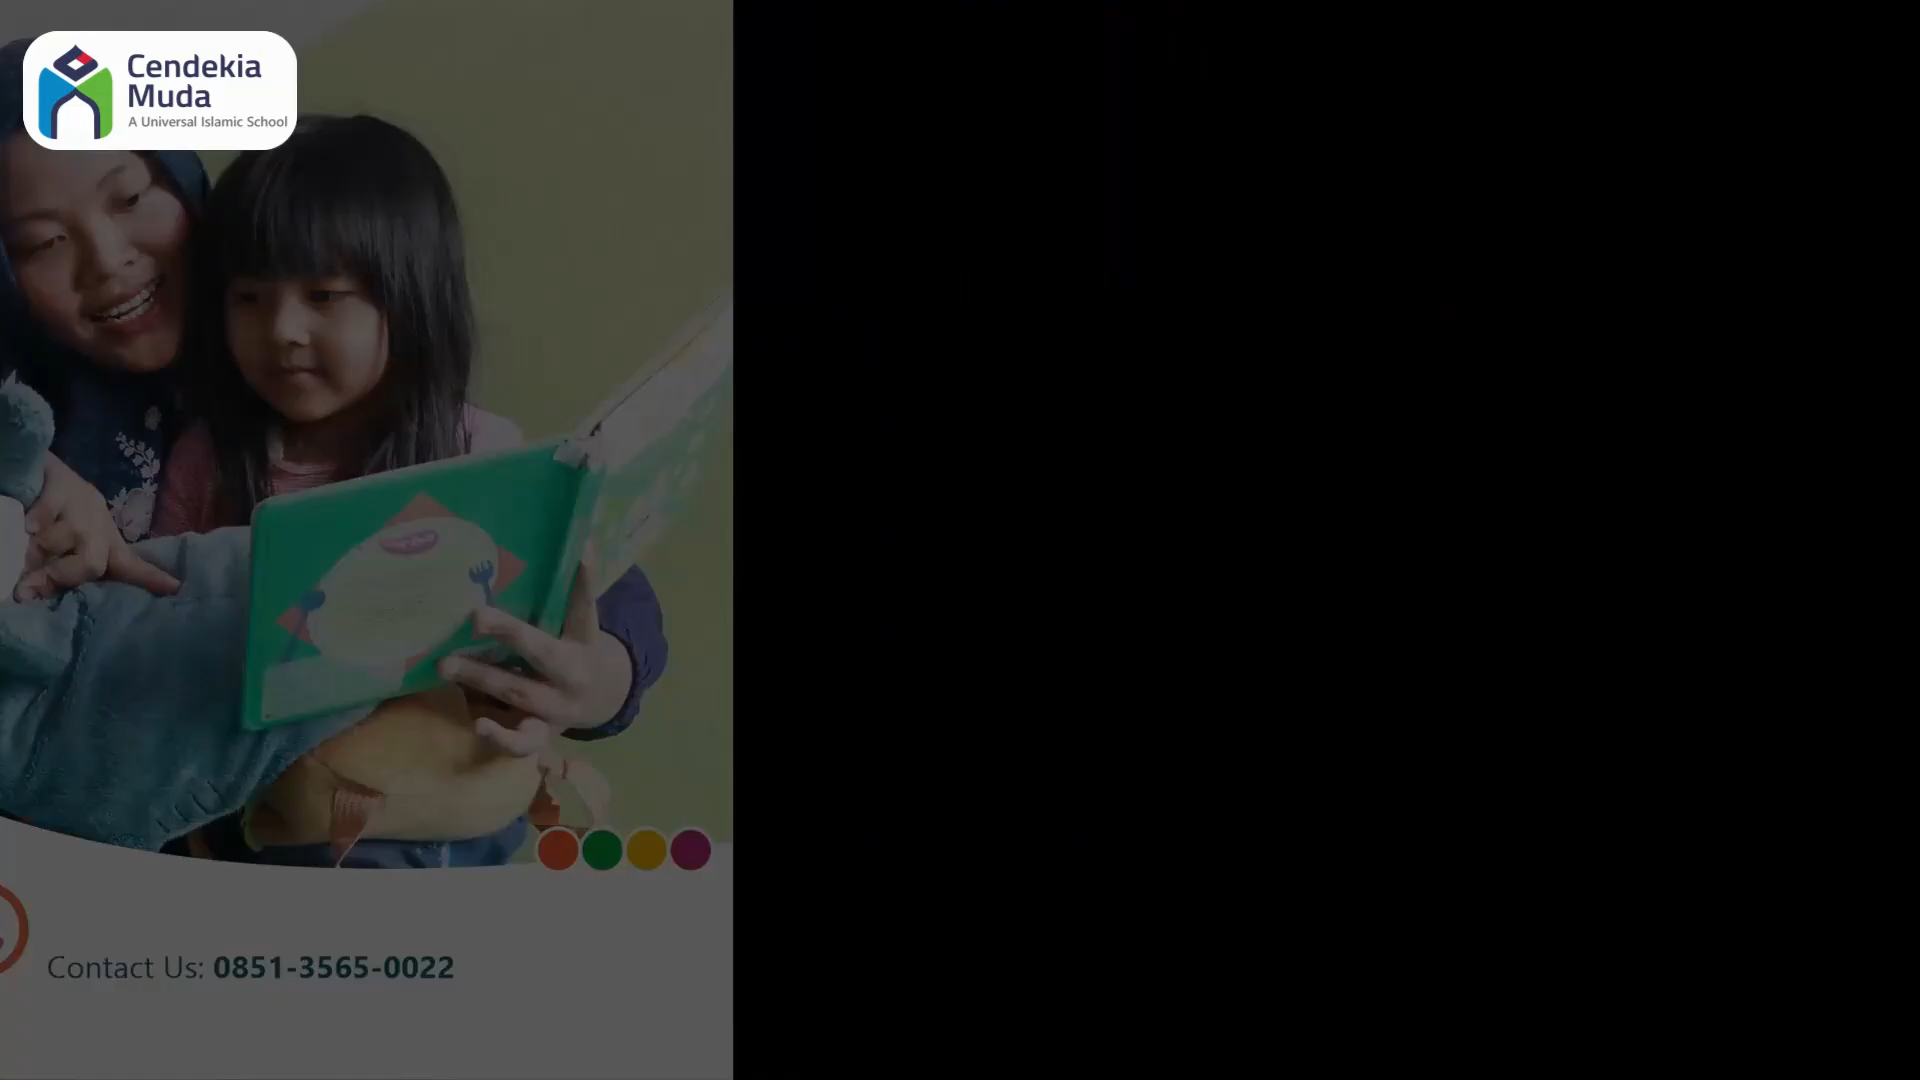 Cendekia
Muda
A Universal Islamic School
Contact Us: 0851-3565-0022